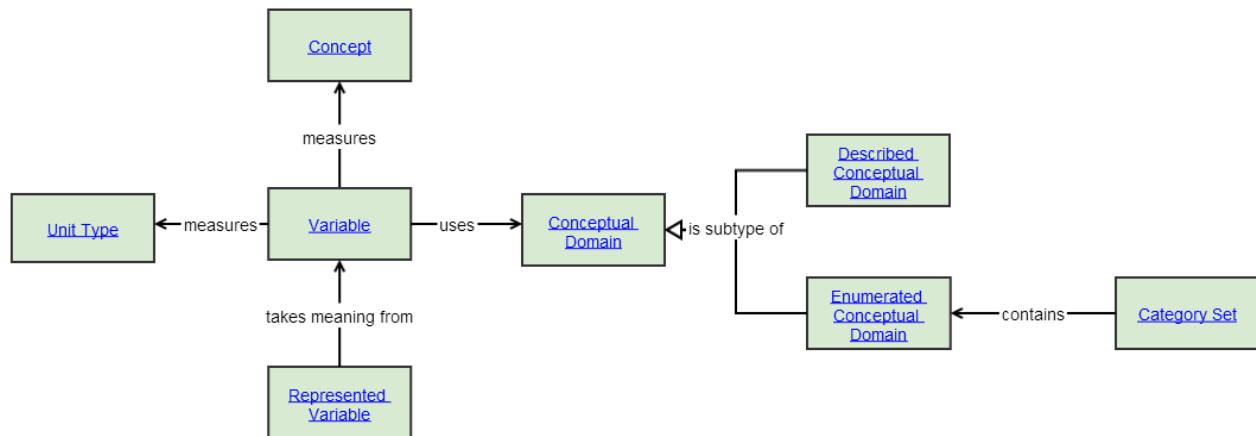 Concept
measures
Described
Conceptual
Domain
Unit Type
measures
Variable
uses
Conceptual
Domain
is subtype of
Enumerated
Conceptual
Domain
contains
Category Set
takes meaning from
Represented
Variable